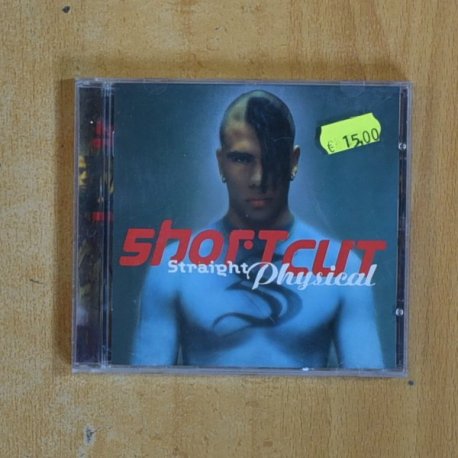 € 15,00
Shortcut
Straight Physical